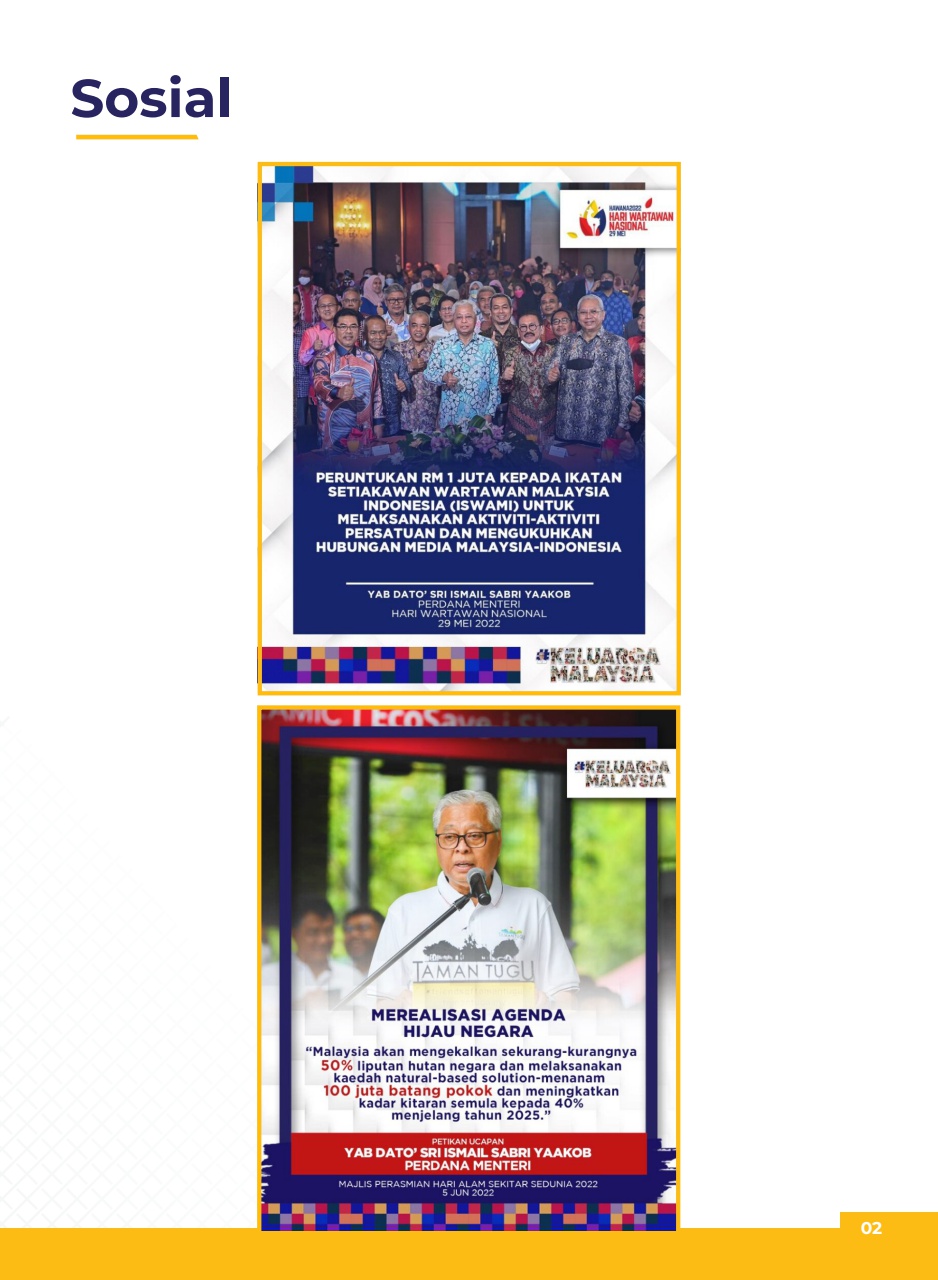 Sosial
HAWANA2022
HARI WARTAWAN
NASIONAL
29 MEI
PERUNTUKAN RM 1 JUTA KEPADA IKATAN
SETIAKAWAN WARTAWAN MALAYSIA
INDONESIA (ISWAMI) UNTUK
MELAKSANAKAN AKTIVITI-AKTIVITI
PERSATUAN DAN MENGUKUHKAN
HUBUNGAN MEDIA MALAYSIA-INDONESIA
YAB DATO' SRI ISMAIL SABRI YAAKOB
PERDANA MENTERI
HARI WARTAWAN NASIONAL
29 MEI 2022
#KELUARGA
MALAYSIA
AMIC | EcoSave i Shed
#KELUARGA
MALAYSIA
TAMAN TUGU
MEREALISASI AGENDA
HIJAU NEGARA
“Malaysia akan mengekalkan sekurang-kurangnya
50% liputan hutan negara dan melaksanakan
kaedah natural-based solution-menanam
100 juta batang pokok dan meningkatkan
kadar kitaran semula kepada 40%
menjelang tahun 2025.”
PETIKAN UCAPAN
YAB DATO' SRI ISMAIL SABRI YAAKOB
PERDANA MENTERI
MAJLIS PERASMIAN HARI ALAM SEKITAR SEDUNIA 2022
5 JUN 2022
02